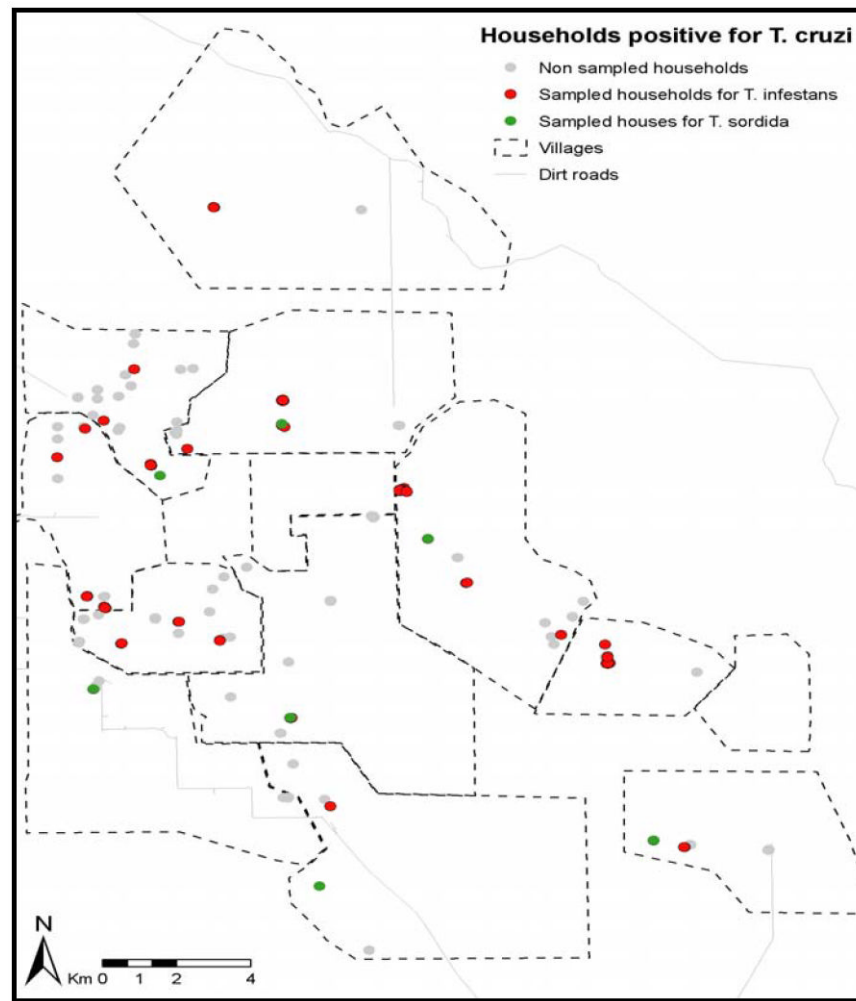 Households positive for T. cruzi
Non sampled households
Sampled households for T. infestans
Sampled houses for T. sordida
Villages
Dirt roads
N
Km 0 1 2 4